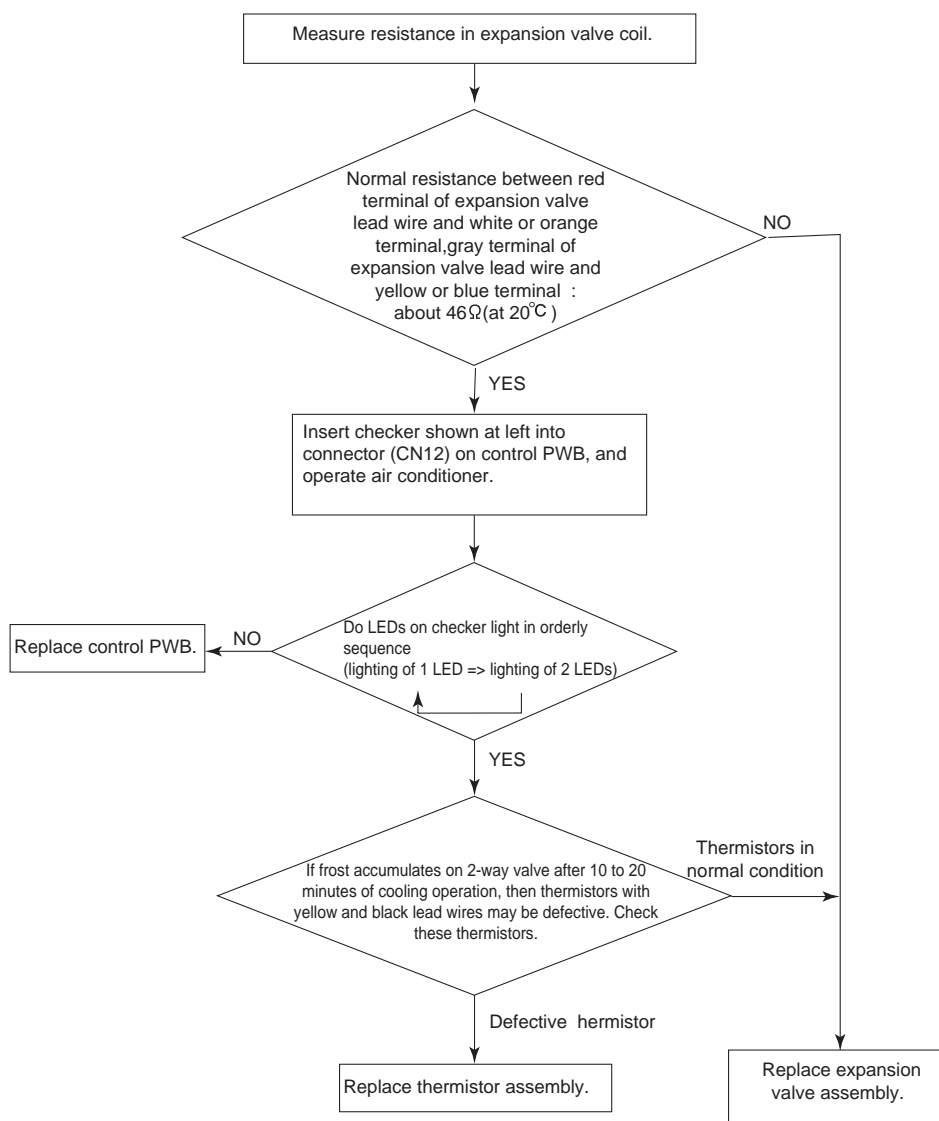 Measure resistance in expansion valve coil.
Normal resistance between red
terminal of expansion valve
lead wire and white or orange
terminal,gray terminal of
expansion valve lead wire and
yellow or blue terminal :
about 46Ω(at 20℃)
NO
YES
Insert checker shown at left into
connector (CN12) on control PWB, and
operate air conditioner.
Do LEDs on checker light in orderly
sequence
(lighting of 1 LED => lighting of 2 LEDs)
NO
Replace control PWB.
YES
If frost accumulates on 2-way valve after 10 to 20
minutes of cooling operation, then thermistors with
yellow and black lead wires may be defective. Check
these thermistors.
Thermistors in
normal condition
Defective hermistor
Replace thermistor assembly.
Replace expansion
valve assembly.